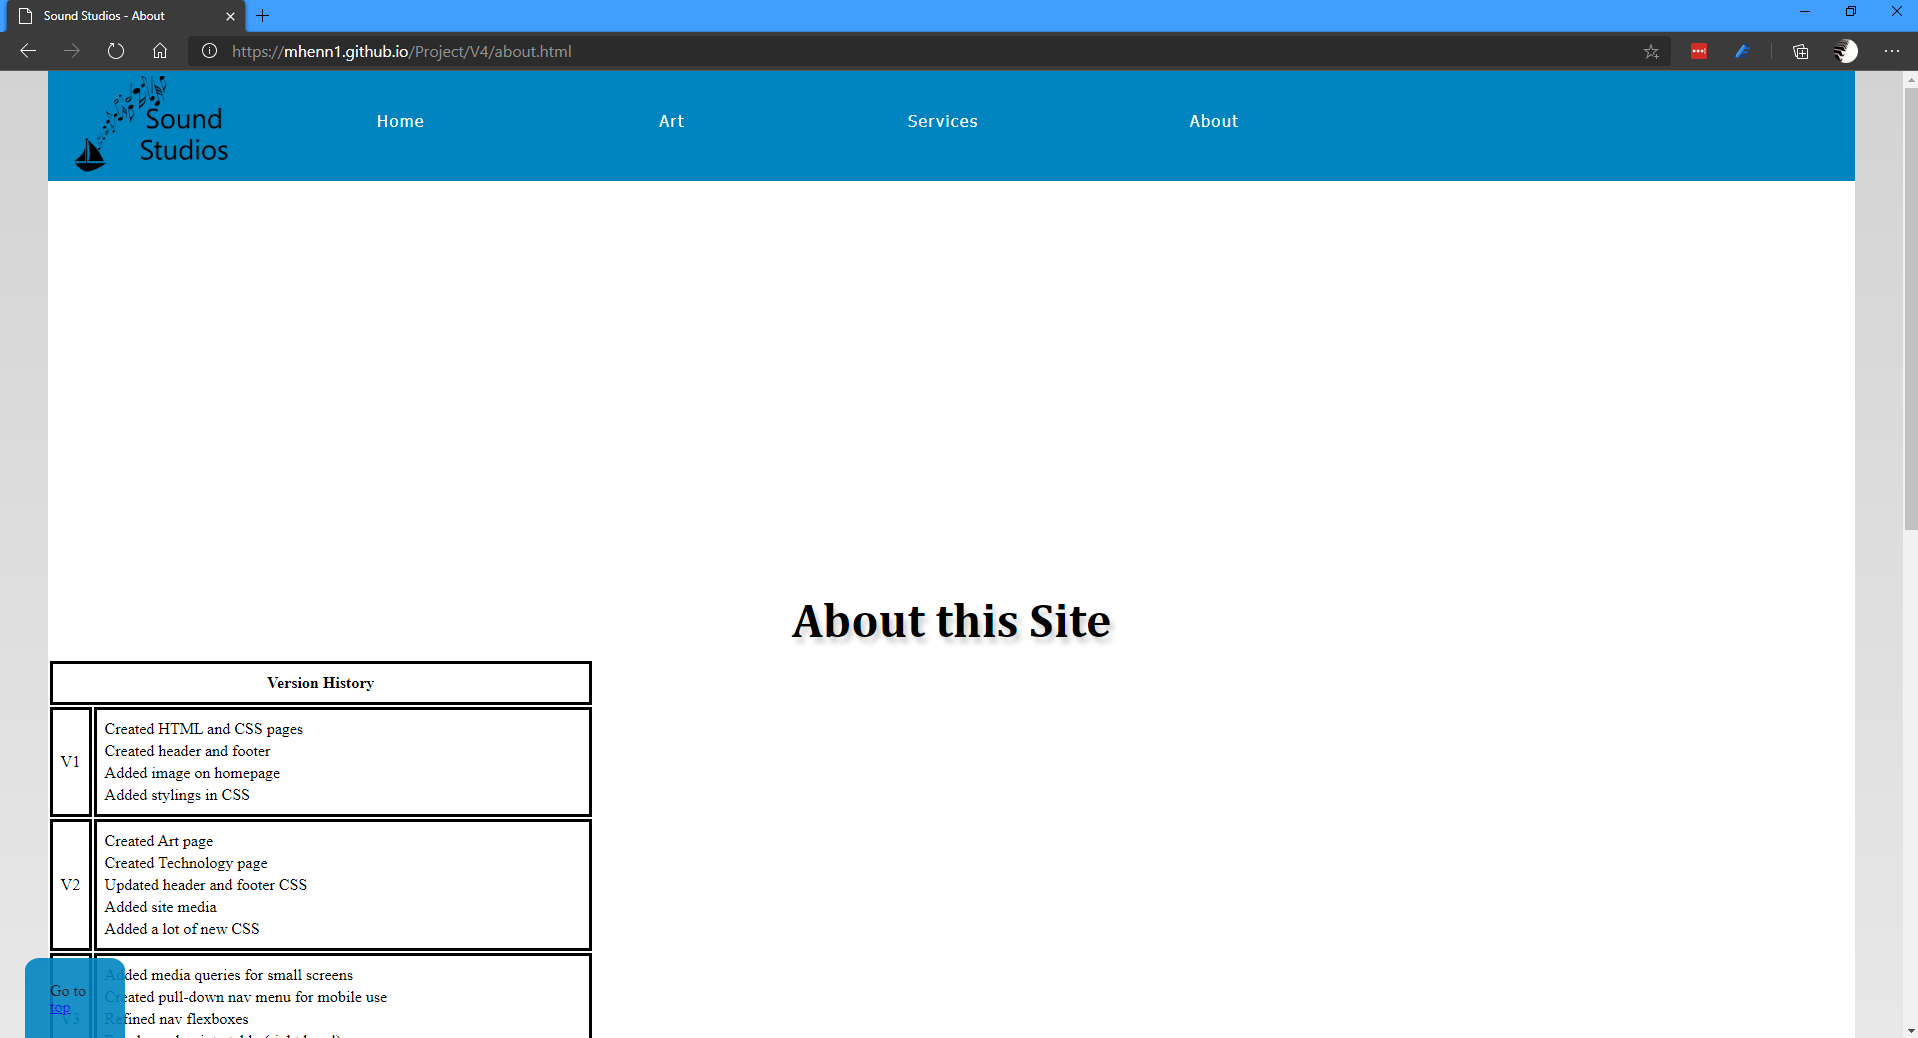 Sound Studios - About
https://mhenn1.github.io/Project/V4/about.html
Sound
Studios
Home
Art
Services
About
About this Site
Version History
V1
Created HTML and CSS pages
Created header and footer
Added image on homepage
Added stylings in CSS
V2
Created Art page
Created Technology page
Updated header and footer CSS
Added site media
Added a lot of new CSS
V3
Added media queries for small screens
Created pull-down nav menu for mobile use
Refined nav flexboxes
Go to
top